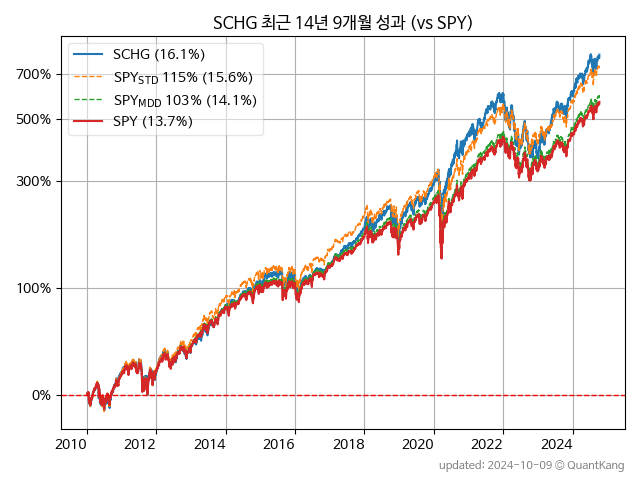 SCHG 최근 14년 9개월 성과 (vs SPY)
SCHG (16.1%)
SPY_STD 115% (15.6%)
SPY_MDD 103% (14.1%)
SPY (13.7%)
700%
500%
300%
100%
0%
2010 2012 2014 2016 2018 2020 2022 2024
updated: 2024-10-09 © QuantKang